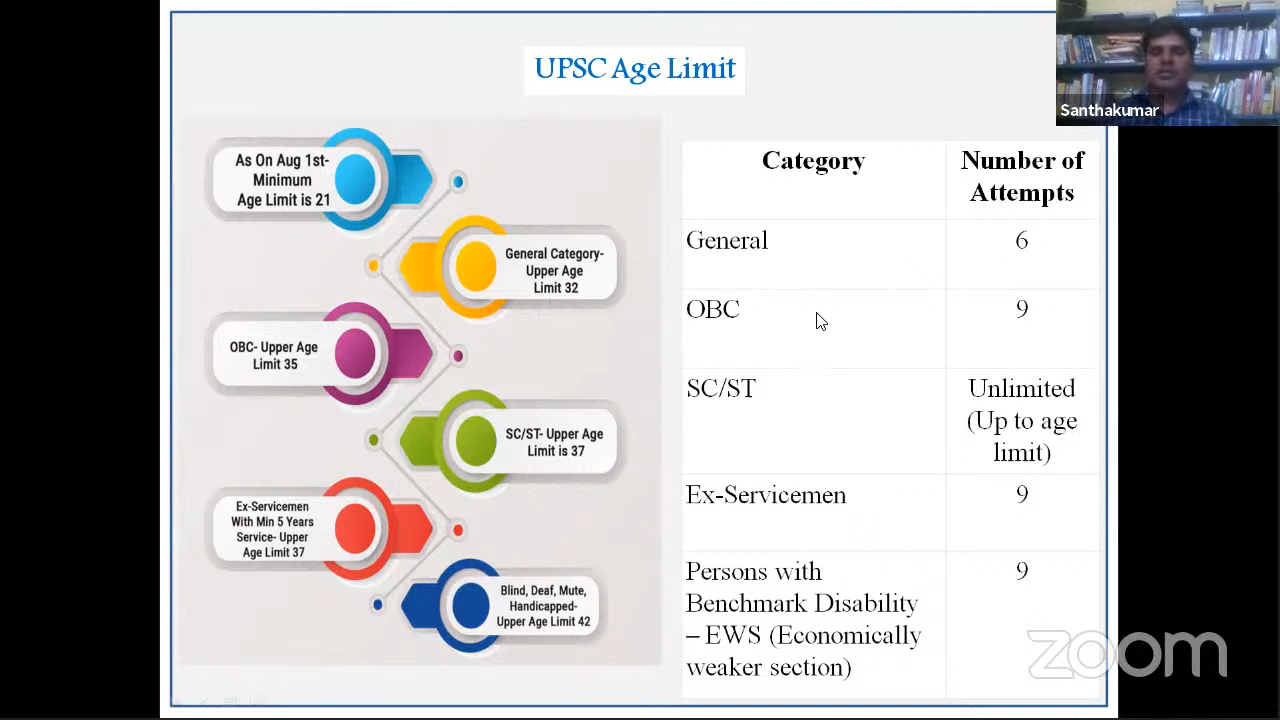 UPSC Age Limit
Santhakumar
As On Aug 1st-
Minimum
Age Limit is 21
General Category-
Upper Age
Limit 32
OBC- Upper Age
Limit 35
SC/ST- Upper Age
Limit is 37
Ex-Servicemen
With Min 5 Years
Service- Upper
Age Limit 37
Blind, Deaf, Mute,
Handicapped-
Upper Age Limit 42
Category
Number of
Attempts
General
6
OBC
9
SC/ST
Unlimited
(Up to age
limit)
Ex-Servicemen
9
Persons with
Benchmark Disability
– EWS (Economically
weaker section)
9
zoom